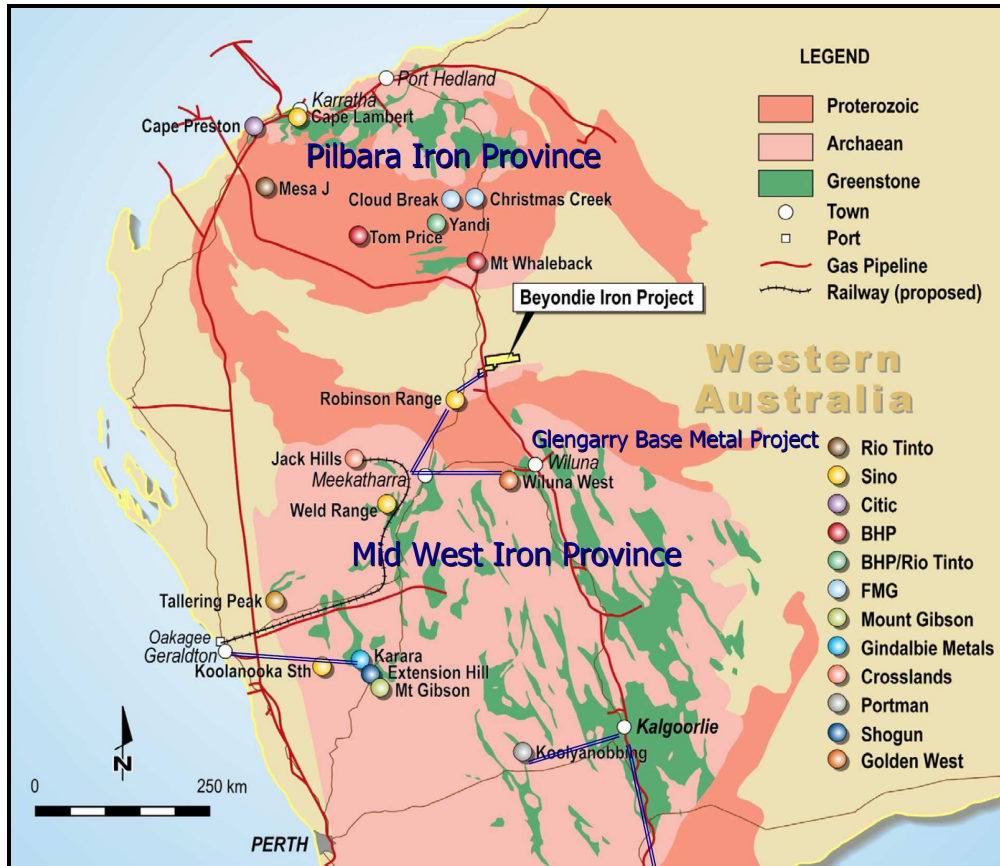 Port Hedland
Karratha
Cape Lambert
Cape Preston
Pilbara Iron Province
Mesa J
Cloud Break
Christmas Creek
Yandi
Tom Price
Mt Whaleback
Beyondie Iron Project
Western
Australia
Robinson Range
Glengarry Base Metal Project
Jack Hills
Wiluna
Meekatharra
Wiluna West
Weld Range
Mid West Iron Province
Tallering Peak
Oakagee
Geraldton
Karara
Koolanooka Sth
Extension Hill
Mt Gibson
Kalgoorlie
Koolyanobbing
N
0
250 km
PERTH
LEGEND
Proterozoic
Archaean
Greenstone
Town
Port
Gas Pipeline
Railway (proposed)
Rio Tinto
Sino
Citic
BHP
BHP/Rio Tinto
FMG
Mount Gibson
Gindalbie Metals
Crosslands
Portman
Shogun
Golden West